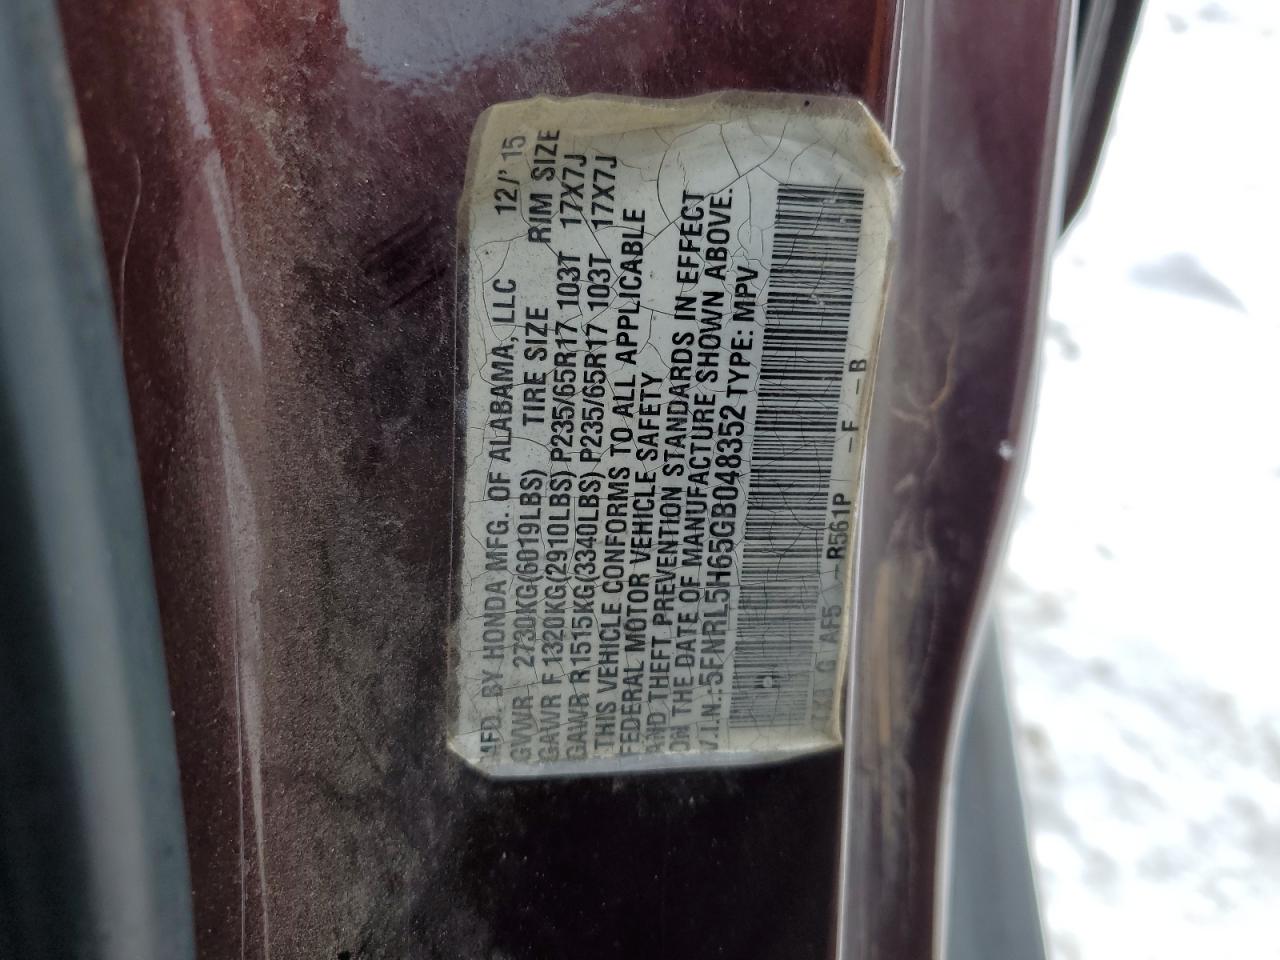 MFD. BY HONDA MFG. OF ALABAMA, LLC 12/'15
GVWR 2730KG(6019LBS) TIRE SIZE RIM SIZE
GAWR F 1320KG(2910LBS) P235/65R17 103T 17X7J
GAWR R 1515KG(3340LBS) P235/65R17 103T 17X7J
THIS VEHICLE CONFORMS TO ALL APPLICABLE
FEDERAL MOTOR VEHICLE SAFETY
AND THEFT PREVENTION STANDARDS IN EFFECT
ON THE DATE OF MANUFACTURE SHOWN ABOVE.
V.I.N.:5FNRL5H65GB048352 TYPE: MPV
G AF5 -R561P -F -B